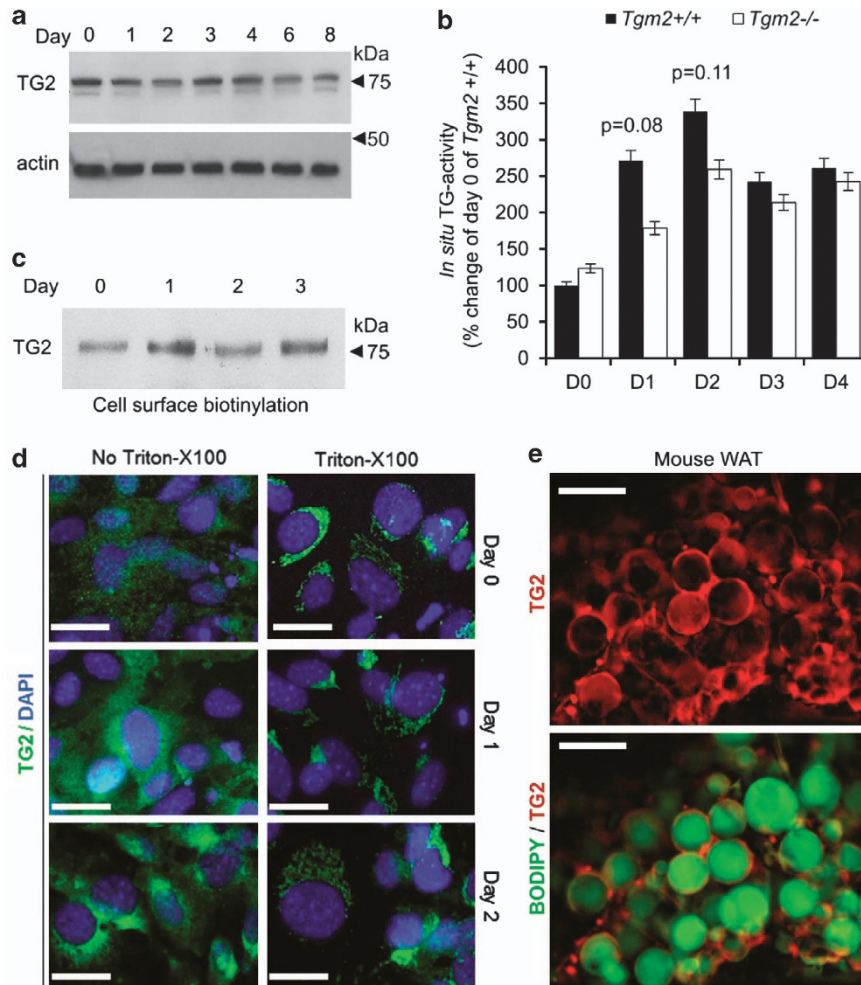 a
Day 0 1 2 3 4 6 8
kDa
TG2
75
50
actin
b
Tgm2+/+ Tgm2-/-
In situ TG-activity
(% change of day 0 of Tgm2 +/+)
400
350
300
250
200
150
100
50
0
p=0.08
p=0.11
D0 D1 D2 D3 D4
c
Day 0 1 2 3
kDa
TG2
75
Cell surface biotinylation
d
No Triton-X100 Triton-X100
TG2 / DAPI
Day 0
Day 1
Day 2
e
Mouse WAT
TG2
BODIPY / TG2